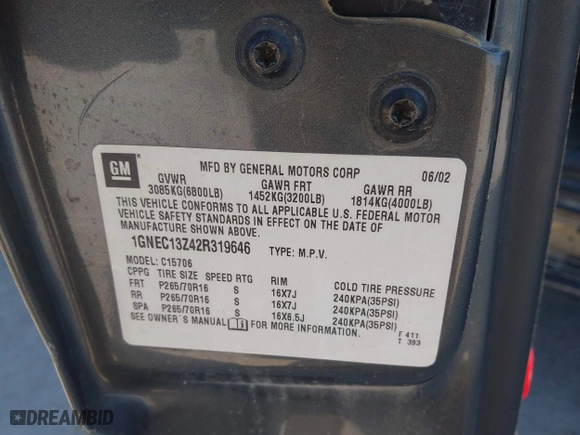 GM
MFD BY GENERAL MOTORS CORP 06/02
GVWR GAWR FRT GAWR RR
3085KG(6800LB) 1452KG(3200LB) 1814KG(4000LB)
THIS VEHICLE CONFORMS TO ALL APPLICABLE U.S. FEDERAL MOTOR
VEHICLE SAFETY STANDARDS IN EFFECT ON THE DATE OF
MANUFACTURE SHOWN ABOVE.
1GNEC13Z42R319646 TYPE: M.P.V.
MODEL: C15706
CPPG TIRE SIZE SPEED RTG RIM COLD TIRE PRESSURE
FRT P265/70R16 S 16X7J 240KPA(35PSI)
RR P265/70R16 S 16X7J 240KPA(35PSI)
SPA P265/70R16 S 16X6.5J 240KPA(35PSI)
SEE OWNER'S MANUAL i FOR MORE INFORMATION.
F 411
T 393
DREAMBID